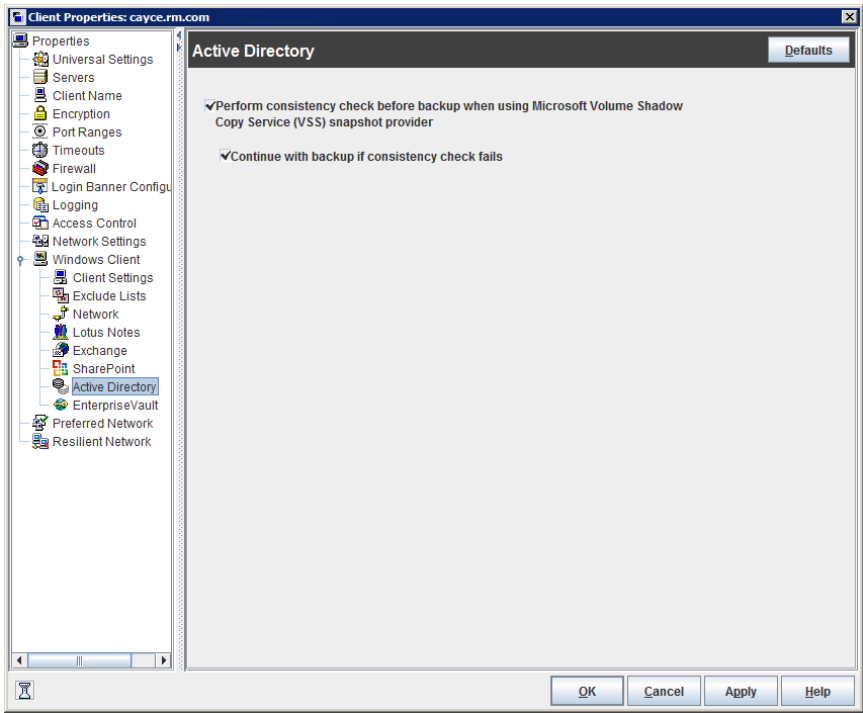 Client Properties: cayce.rm.com
Properties
Universal Settings
Servers
Client Name
Encryption
Port Ranges
Timeouts
Firewall
Login Banner Configu
Logging
Access Control
Network Settings
Windows Client
Client Settings
Exclude Lists
Network
Lotus Notes
Exchange
SharePoint
Active Directory
EnterpriseVault
Preferred Network
Resilient Network
Active Directory
Defaults
Perform consistency check before backup when using Microsoft Volume Shadow
Copy Service (VSS) snapshot provider
Continue with backup if consistency check fails
OK
Cancel
Apply
Help